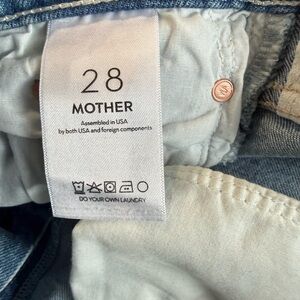 28
MOTHER
Assembled in USA
by both USA and foreign components
DO YOUR OWN LAUNDRY